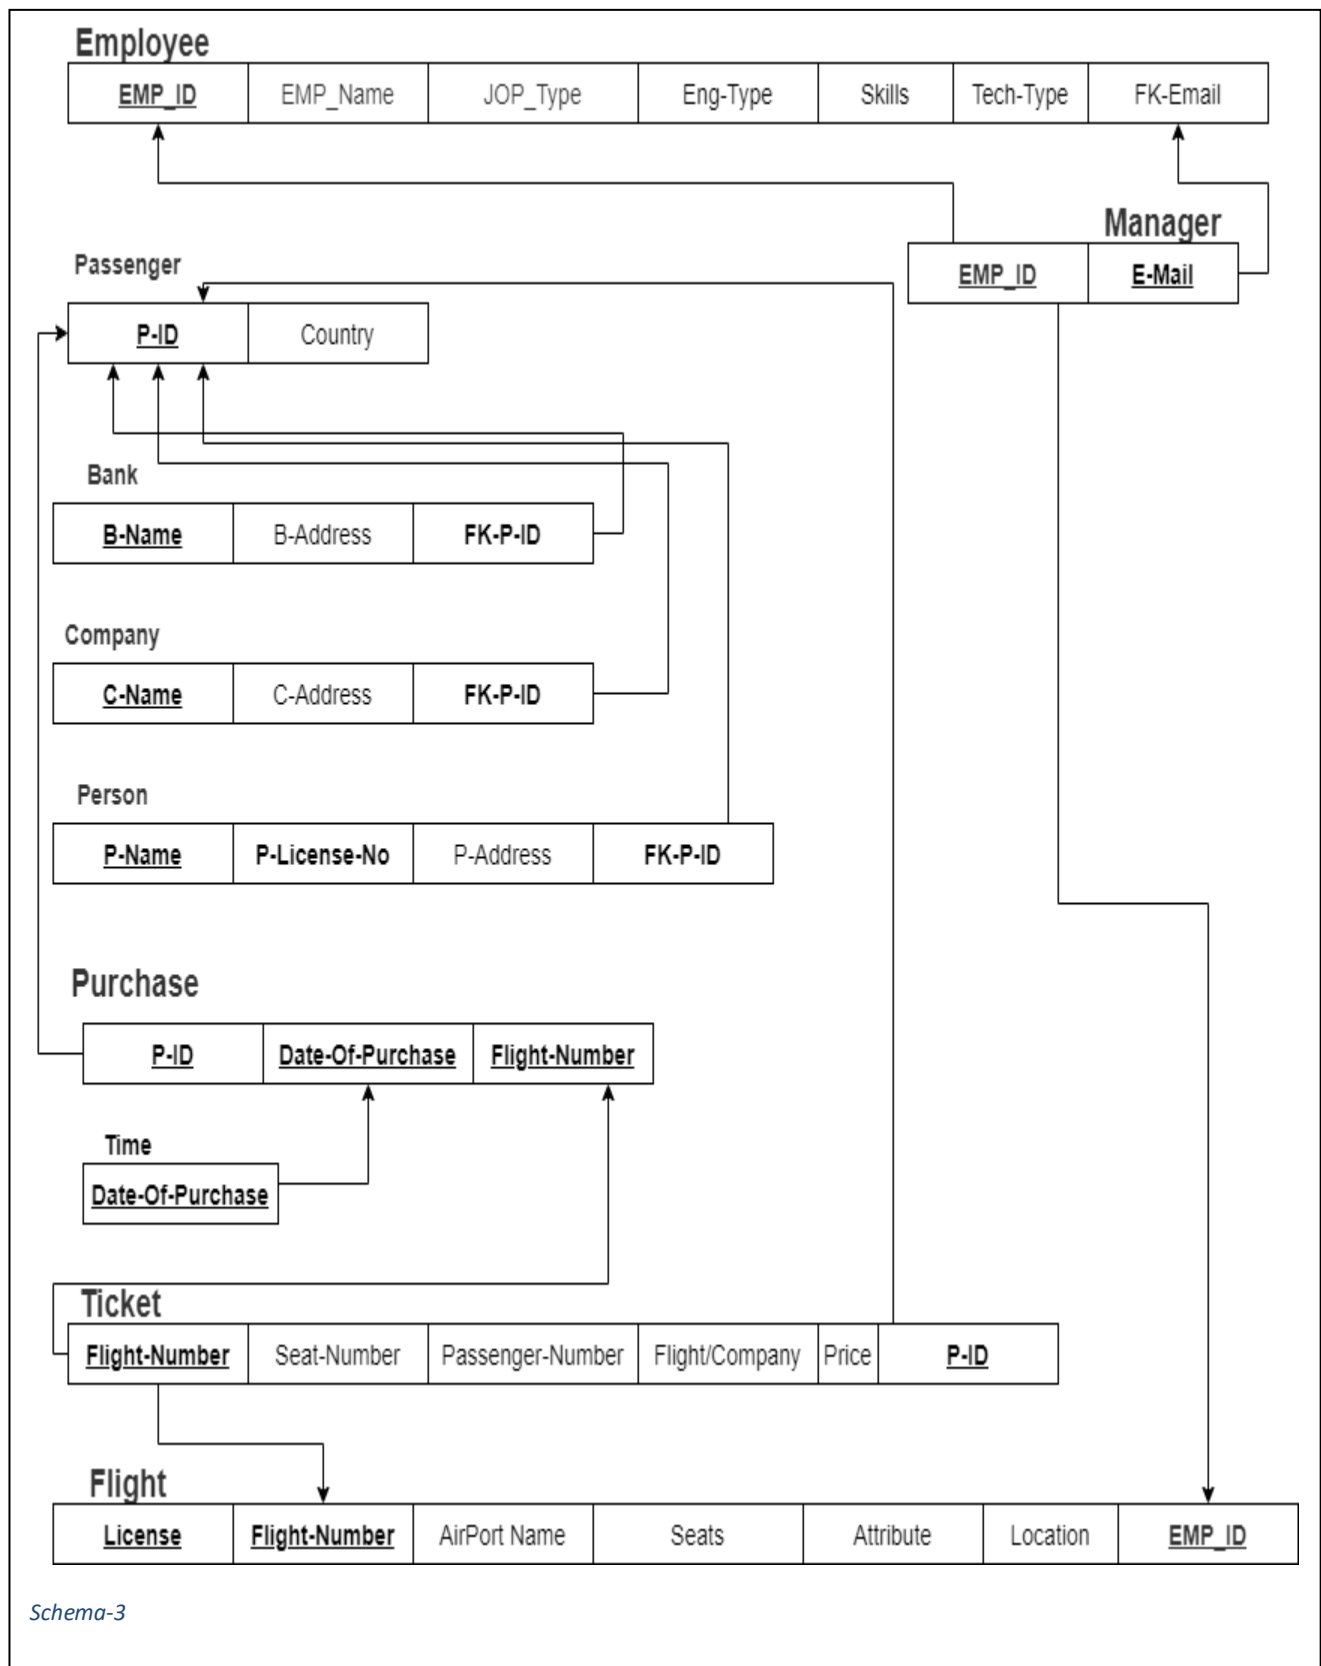 Employee
EMP_ID EMP_Name JOP_Type Eng-Type Skills Tech-Type FK-Email
Manager
EMP_ID E-Mail
Passenger
P-ID Country
Bank
B-Name B-Address FK-P-ID
Company
C-Name C-Address FK-P-ID
Person
P-Name P-License-No P-Address FK-P-ID
Purchase
P-ID Date-Of-Purchase Flight-Number
Time
Date-Of-Purchase
Ticket
Flight-Number Seat-Number Passenger-Number Flight/Company Price P-ID
Flight
License Flight-Number AirPort Name Seats Attribute Location EMP_ID
Schema-3